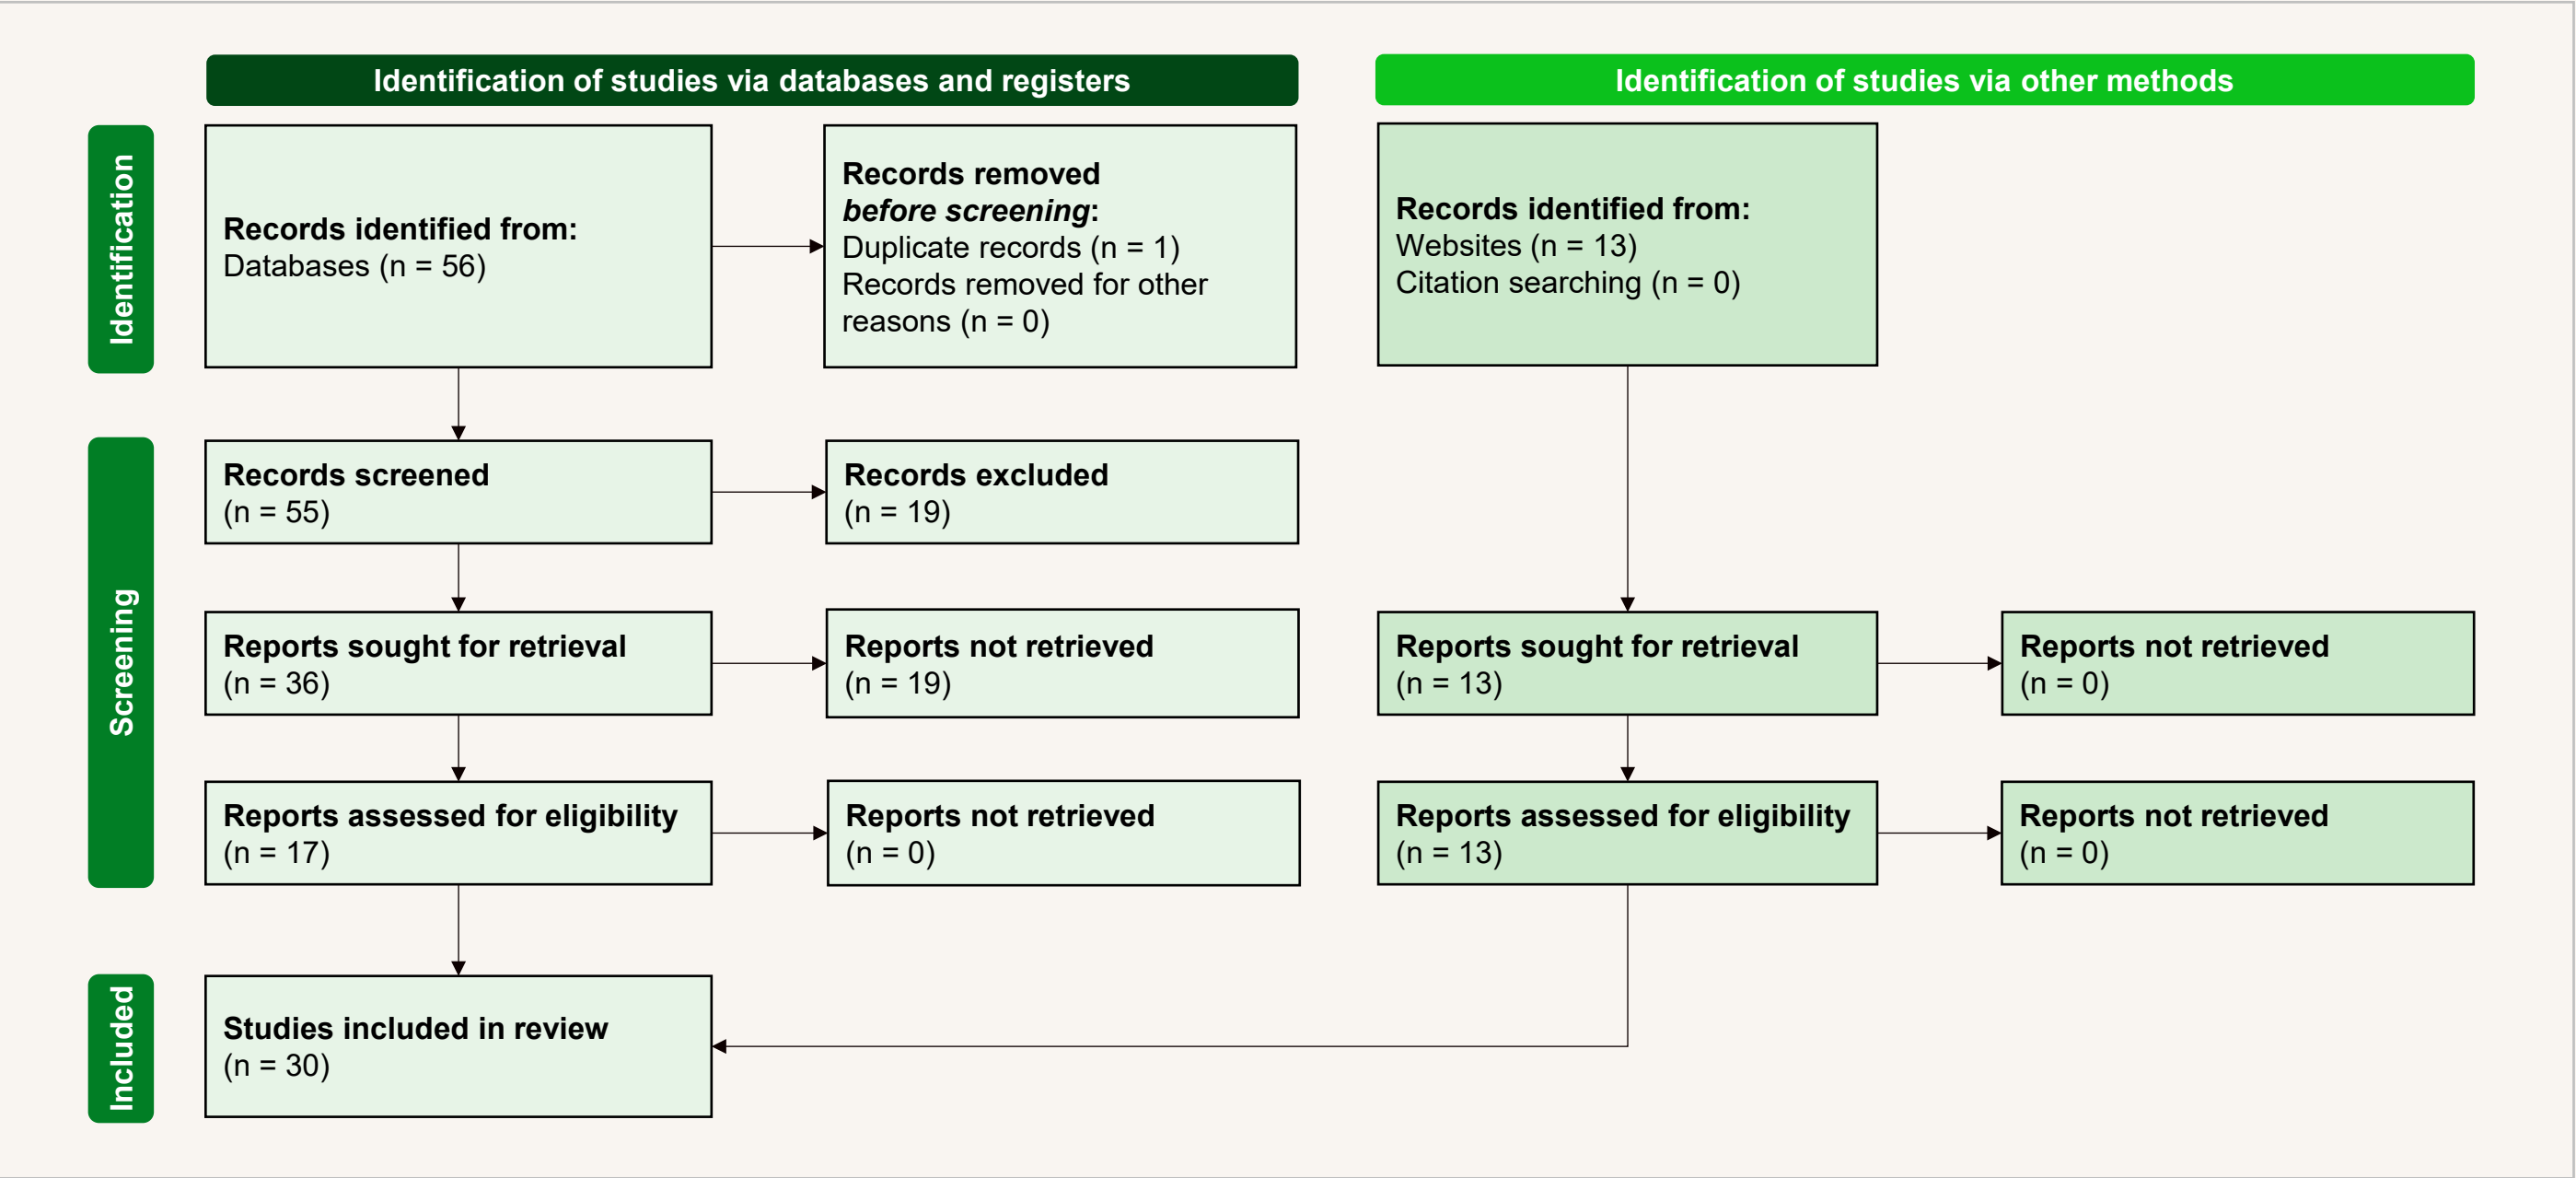 Identification of studies via databases and registers
Identification of studies via other methods
Identification
Records identified from:
Databases (n = 56)
Records removed
before screening:
Duplicate records (n = 1)
Records removed for other
reasons (n = 0)
Records identified from:
Websites (n = 13)
Citation searching (n = 0)
Screening
Records screened
(n = 55)
Records excluded
(n = 19)
Reports sought for retrieval
(n = 36)
Reports not retrieved
(n = 19)
Reports sought for retrieval
(n = 13)
Reports not retrieved
(n = 0)
Reports assessed for eligibility
(n = 17)
Reports not retrieved
(n = 0)
Reports assessed for eligibility
(n = 13)
Reports not retrieved
(n = 0)
Included
Studies included in review
(n = 30)